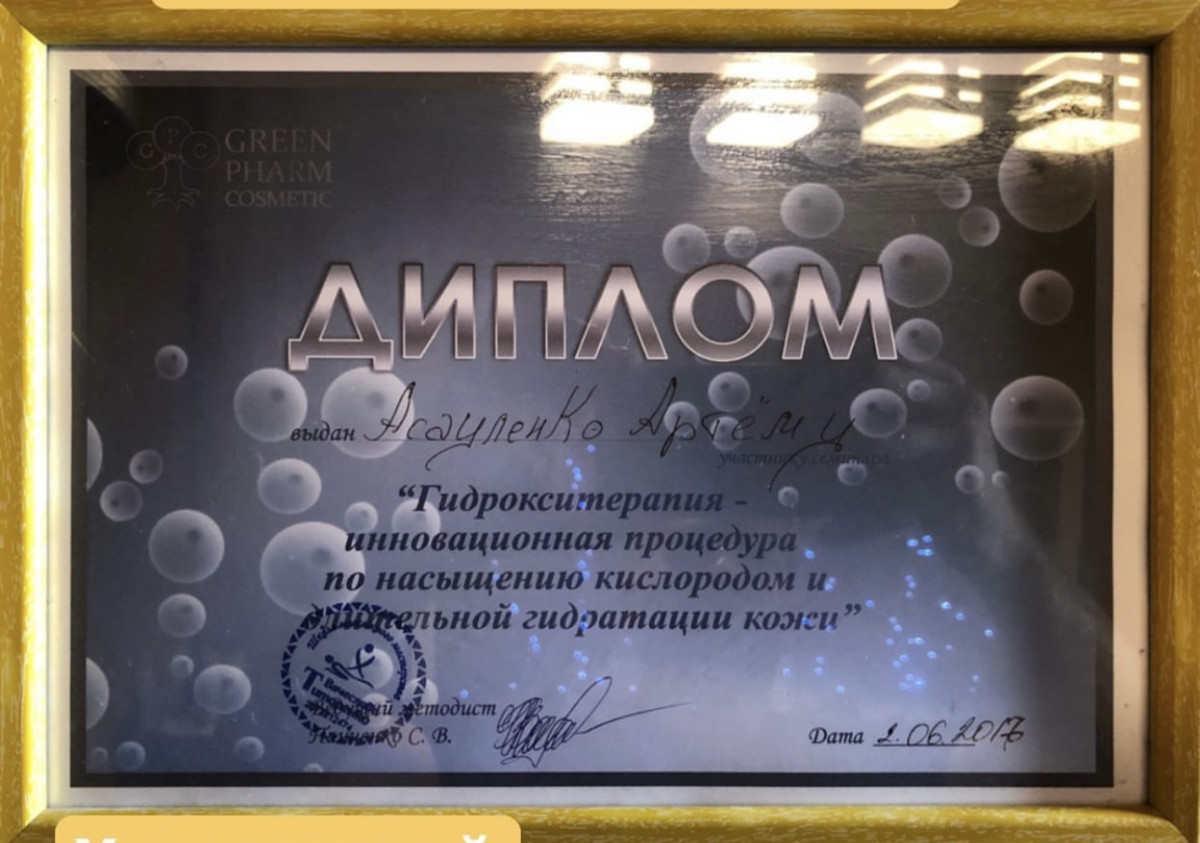 GREEN
PHARM
COSMETIC
ДИПЛОМ
выдан Асауленко Артёму
участнику семинара
“Гидрокситерапия -
инновационная процедура
по насыщению кислородом и
длительной гидратации кожи”
Ведущий методист
С. В.
Дата 2.06.2017